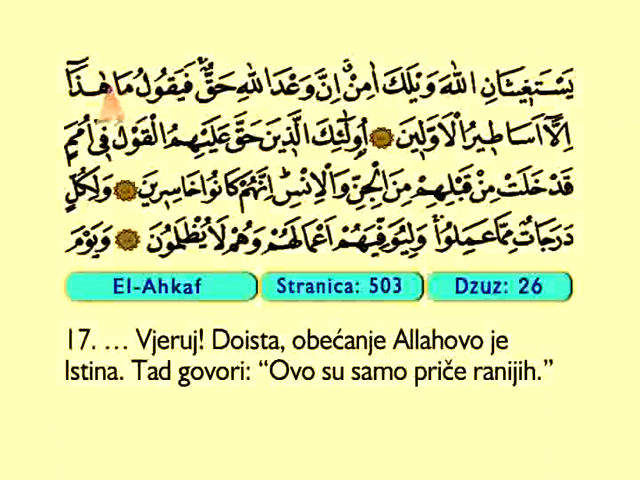 يَسْتَغِيثَانِ اللَّهَ وَيْلَكَ آمِنْ إِنَّ وَعْدَ اللَّهِ حَقٌّ فَيَقُولُ مَا هَٰذَا
إِلَّا أَسَاطِيرُ الْأَوَّلِينَ ۝ أُولَٰئِكَ الَّذِينَ حَقَّ عَلَيْهِمُ الْقَوْلُ فِي أُمَمٍ
قَدْ خَلَتْ مِنْ قَبْلِهِمْ مِنَ الْجِنِّ وَالْإِنْسِ إِنَّهُمْ كَانُوا خَاسِرِينَ ۝ وَلِكُلٍّ
دَرَجَاتٌ مِمَّا عَمِلُوا وَلِيُوَفِّيَهُمْ أَعْمَالَهُمْ وَهُمْ لَا يُظْلَمُونَ ۝ وَيَوْمَ
El-Ahkaf Stranica: 503 Dzuz: 26
17. ... Vjeruj! Doista, obećanje Allahovo je
Istina. Tad govori: “Ovo su samo priče ranijih.”